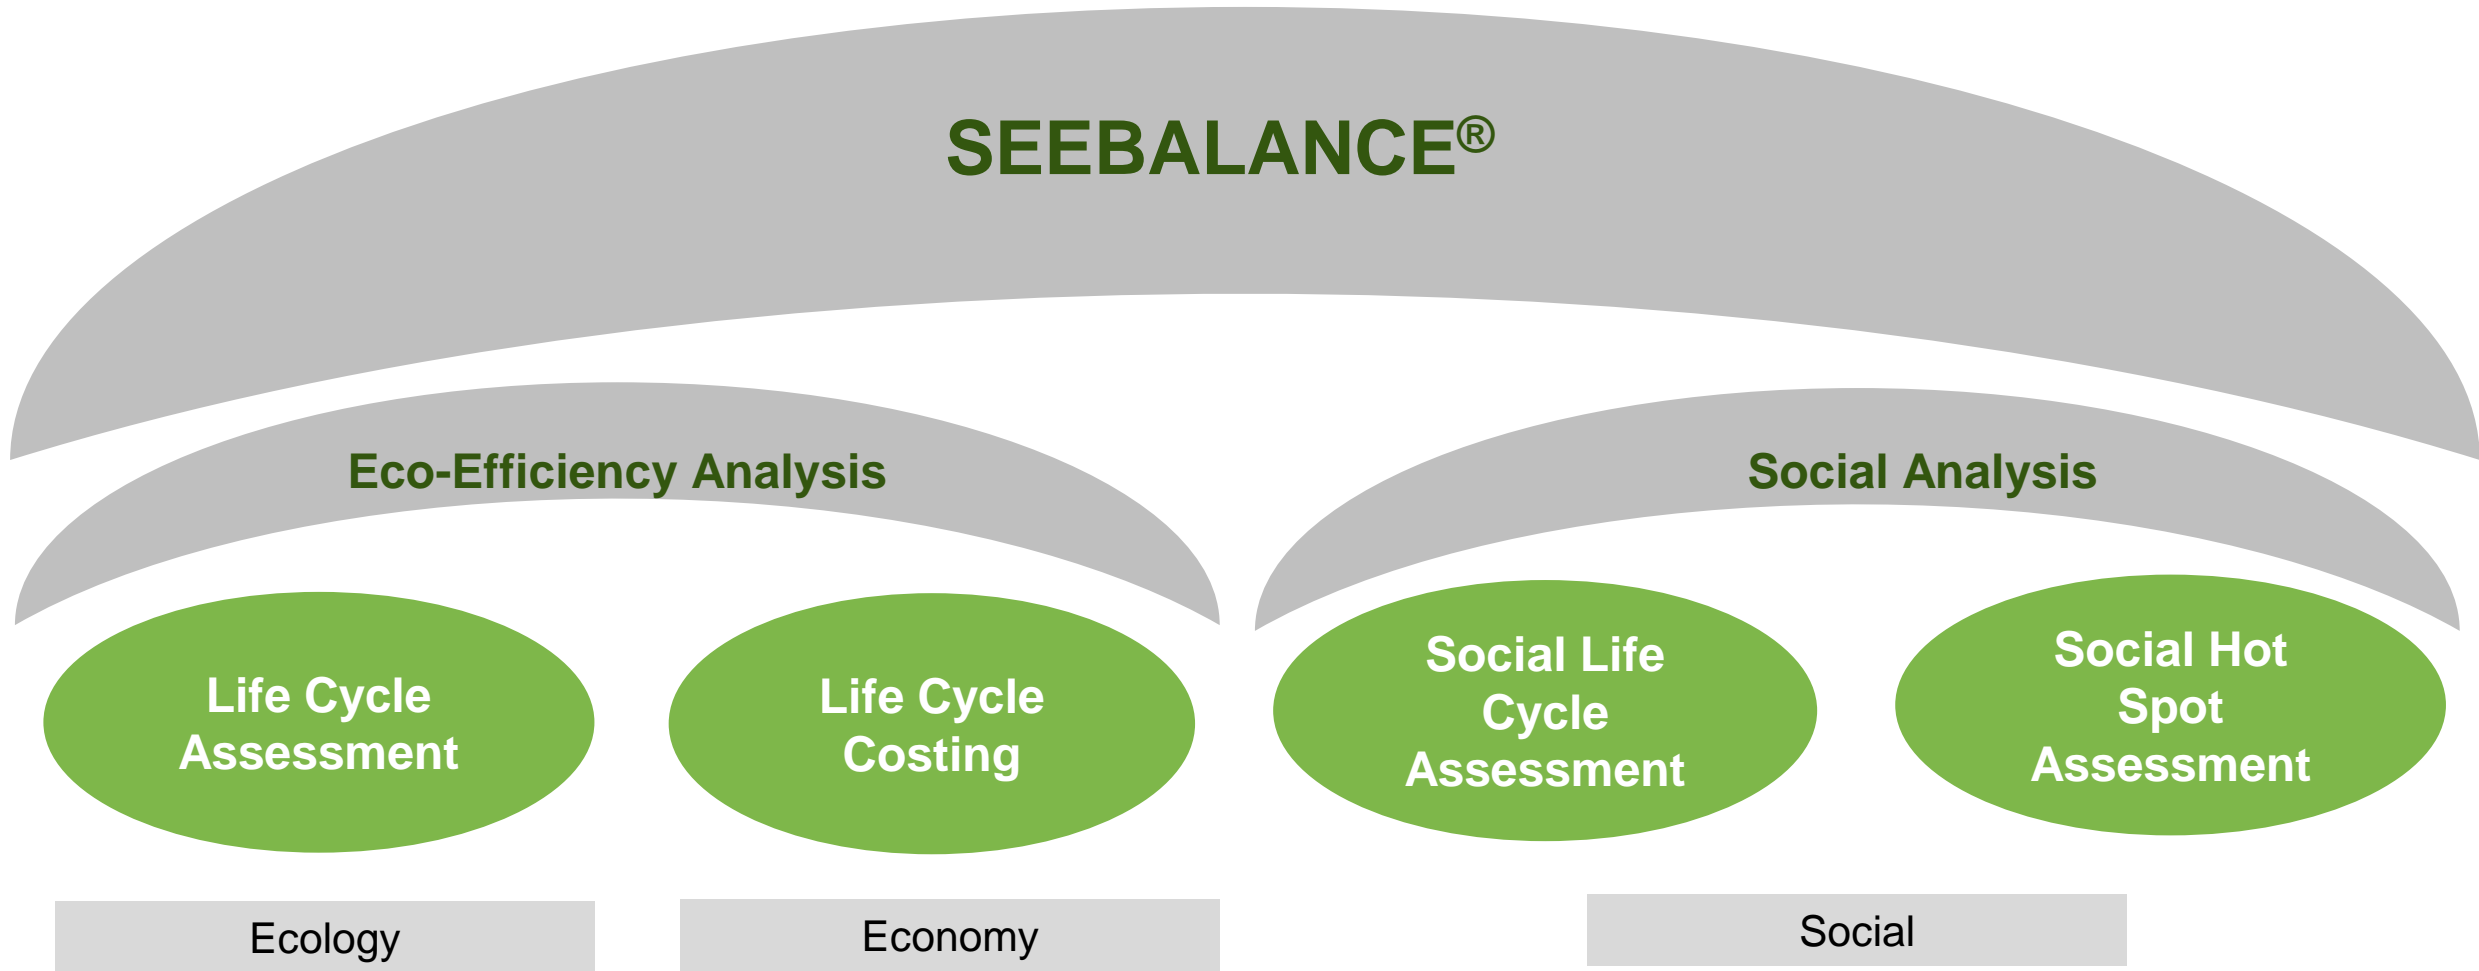 SEEBALANCE®
Eco-Efficiency Analysis
Social Analysis
Life Cycle
Assessment
Life Cycle
Costing
Social Life
Cycle
Assessment
Social Hot
Spot
Assessment
Ecology
Economy
Social